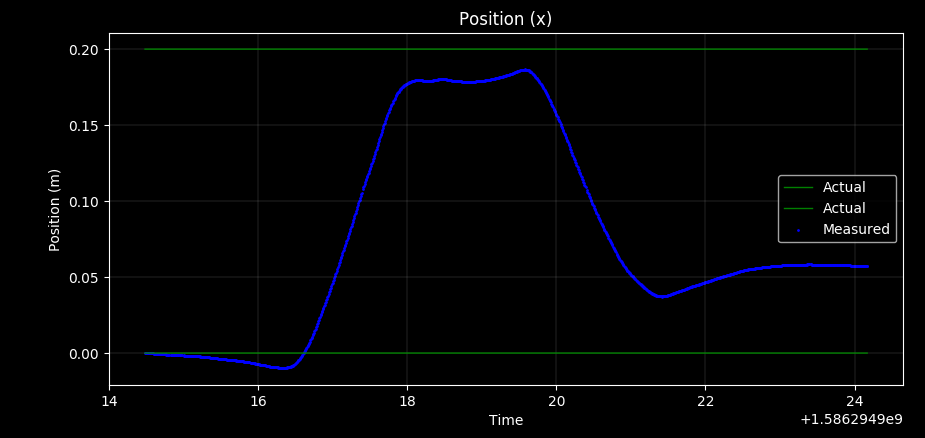 Position (x)
Position (m)
0.20
0.15
0.10
0.05
0.00
Actual
Actual
Measured
14 16 18 20 22 24
Time
+1.5862949e9